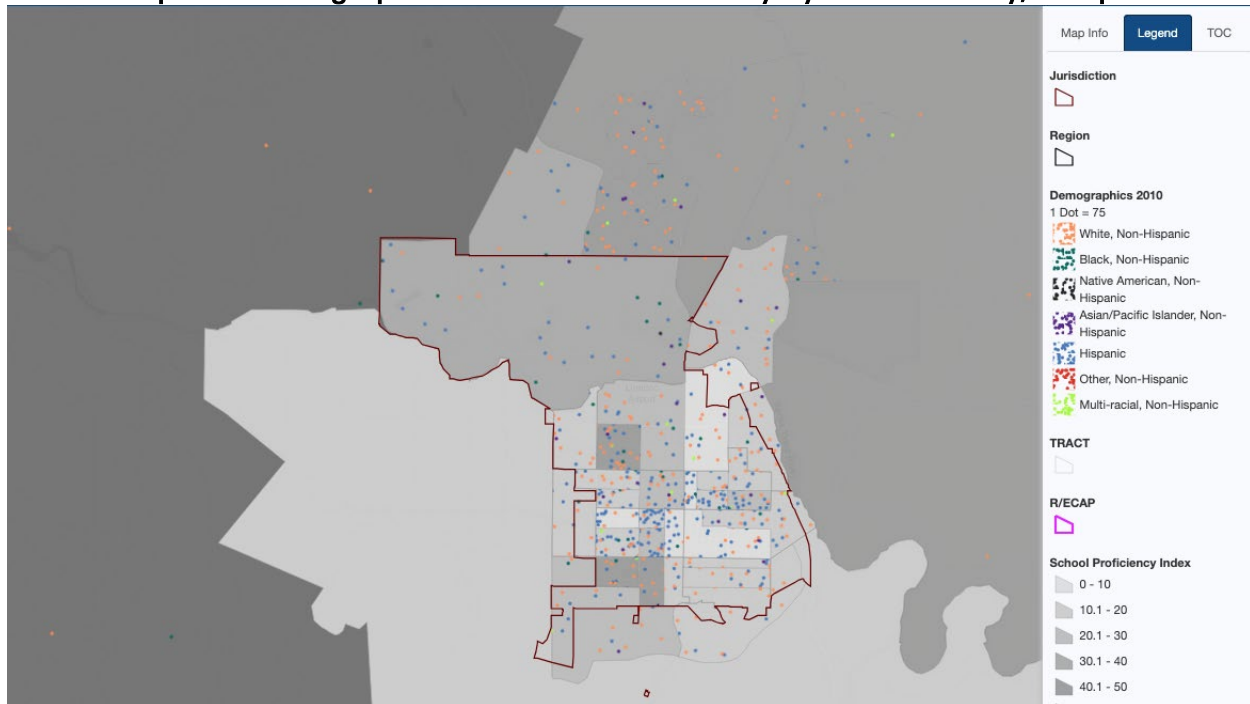 Map Info Legend TOC
Jurisdiction
Region
Demographics 2010
1 Dot = 75
White, Non-Hispanic
Black, Non-Hispanic
Native American, Non-
Hispanic
Asian/Pacific Islander, Non-
Hispanic
Hispanic
Other, Non-Hispanic
Multi-racial, Non-Hispanic
TRACT
R/ECAP
School Proficiency Index
0 - 10
10.1 - 20
20.1 - 30
30.1 - 40
40.1 - 50